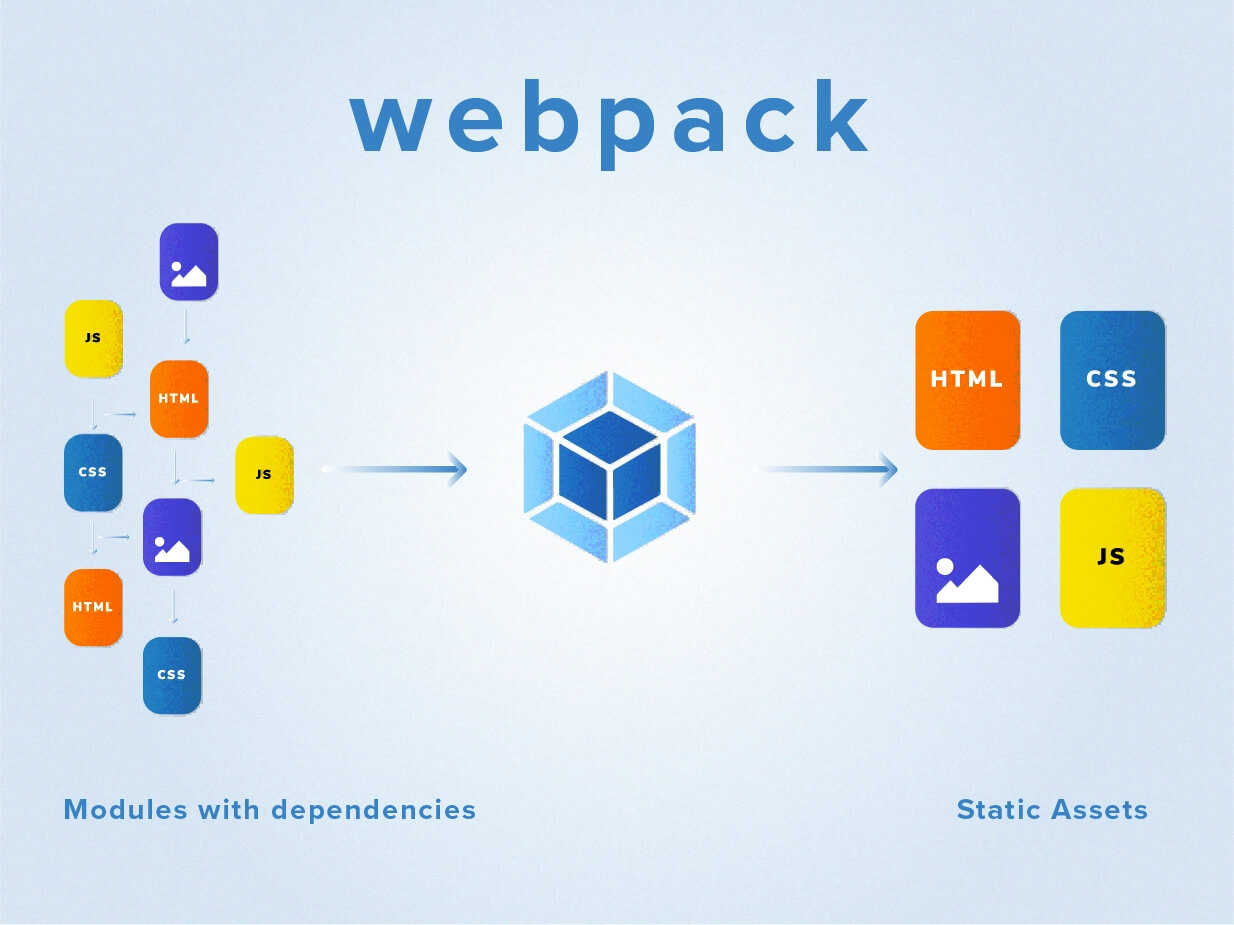 webpack
JS
HTML
CSS
JS
HTML
CSS
HTML
CSS
JS
Modules with dependencies
Static Assets